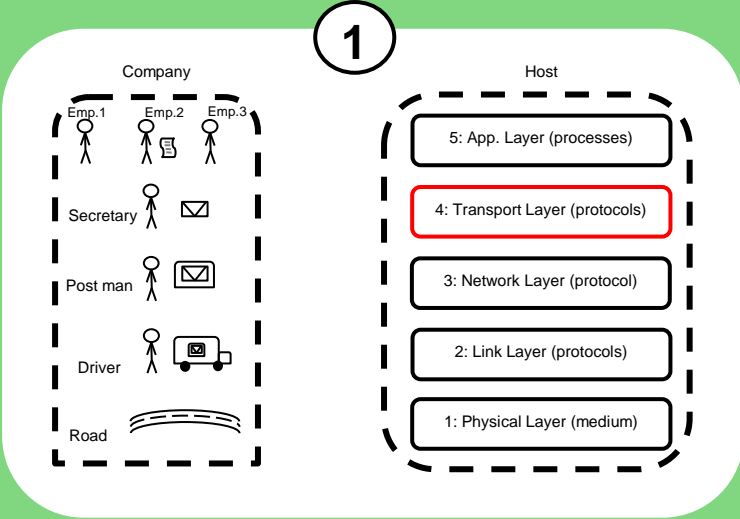 1
Company
Host
Emp.1 Emp.2 Emp.3
Secretary
Post man
Driver
Road
5: App. Layer (processes)
4: Transport Layer (protocols)
3: Network Layer (protocol)
2: Link Layer (protocols)
1: Physical Layer (medium)